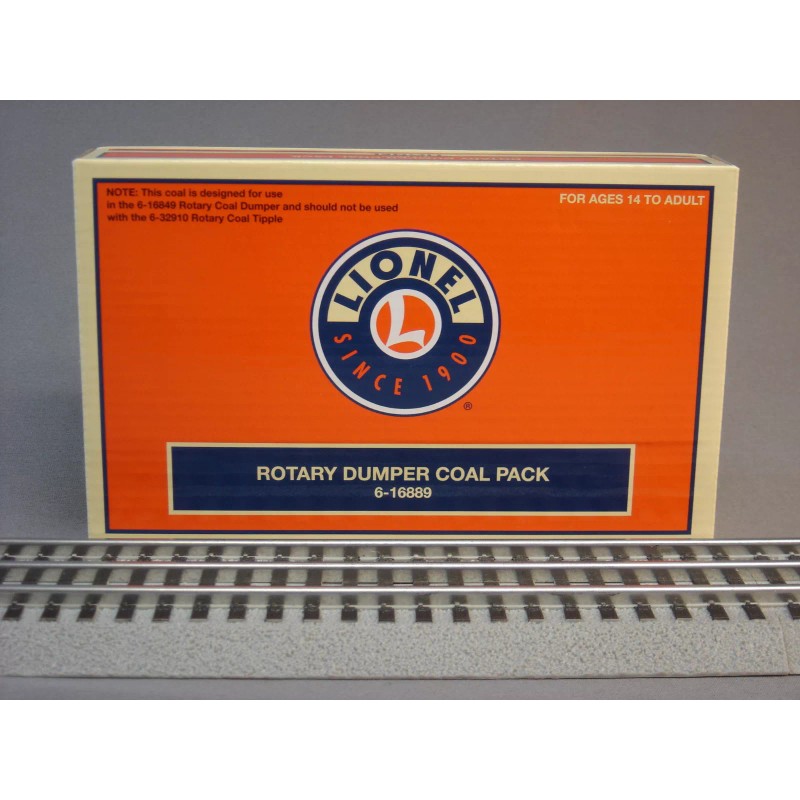 NOTE: This coal is designed for use
in the 6-16849 Rotary Coal Dumper and should not be used
with the 6-32910 Rotary Coal Tipple
FOR AGES 14 TO ADULT
LIONEL
L
SINCE 1900
®
ROTARY DUMPER COAL PACK
6-16889